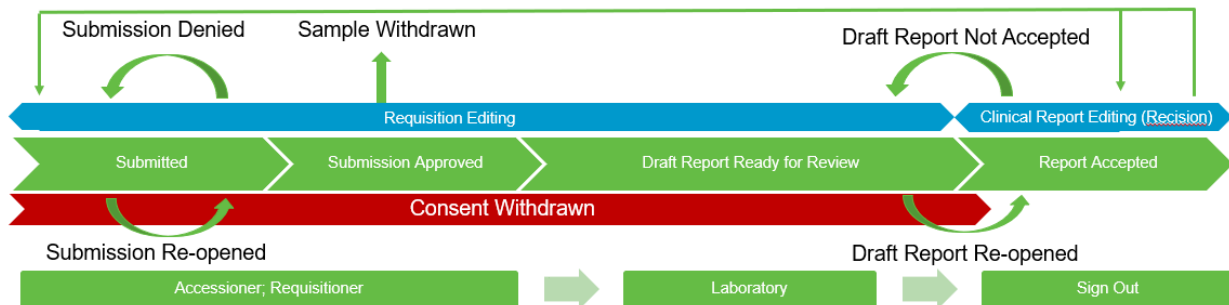 Submission Denied
Sample Withdrawn
Draft Report Not Accepted
Requisition Editing
Clinical Report Editing (Recision)
Submitted
Submission Approved
Draft Report Ready for Review
Report Accepted
Consent Withdrawn
Submission Re-opened
Draft Report Re-opened
Accessioner; Requisitioner
Laboratory
Sign Out